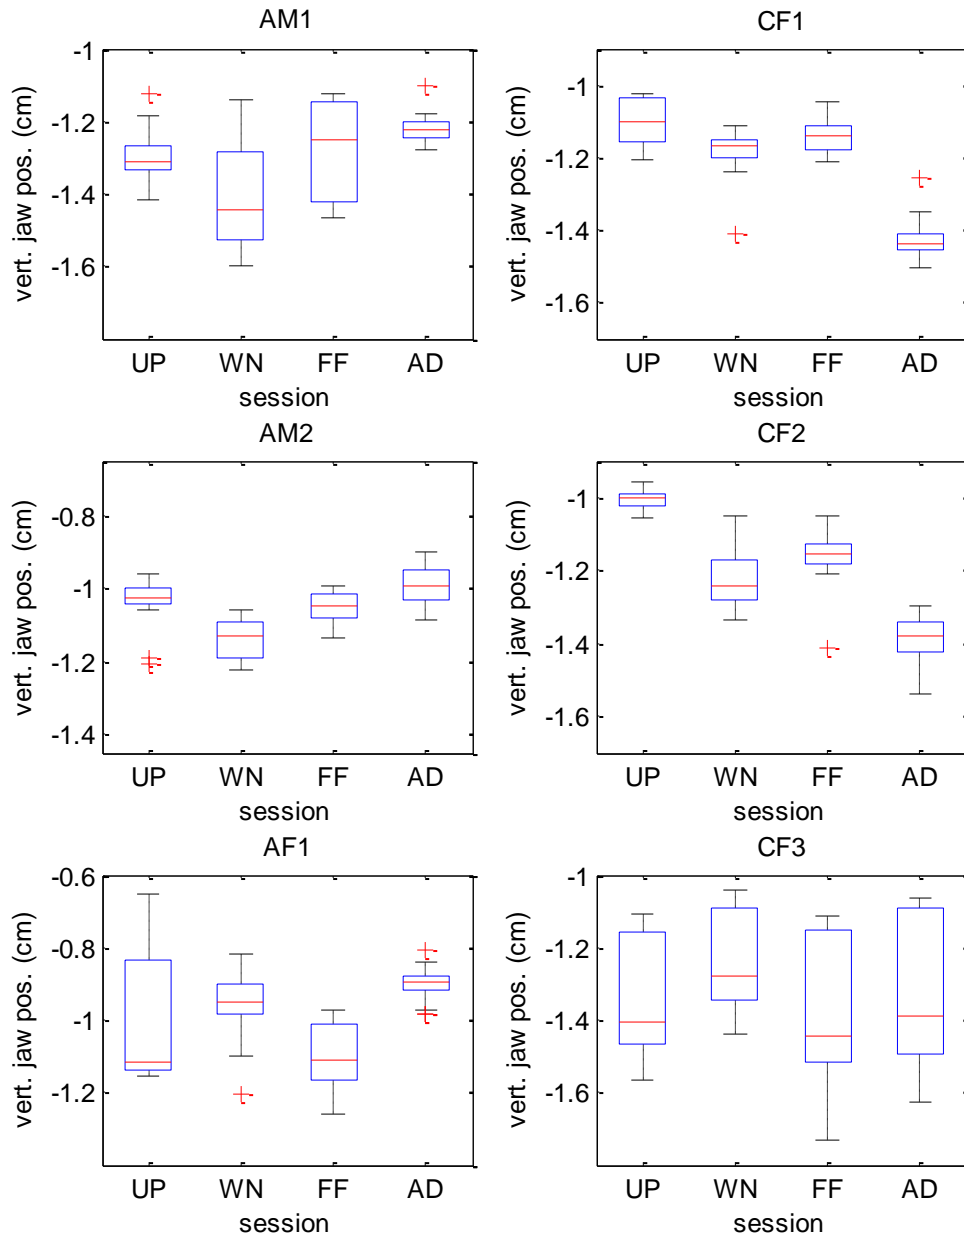 AM1
vert. jaw pos. (cm)
-1
-1.2
-1.4
-1.6
UP WN FF AD
session
CF1
vert. jaw pos. (cm)
-1
-1.2
-1.4
-1.6
UP WN FF AD
session
AM2
vert. jaw pos. (cm)
-0.8
-1
-1.2
-1.4
UP WN FF AD
session
CF2
vert. jaw pos. (cm)
-1
-1.2
-1.4
-1.6
UP WN FF AD
session
AF1
vert. jaw pos. (cm)
-0.6
-0.8
-1
-1.2
UP WN FF AD
session
CF3
vert. jaw pos. (cm)
-1
-1.2
-1.4
-1.6
UP WN FF AD
session